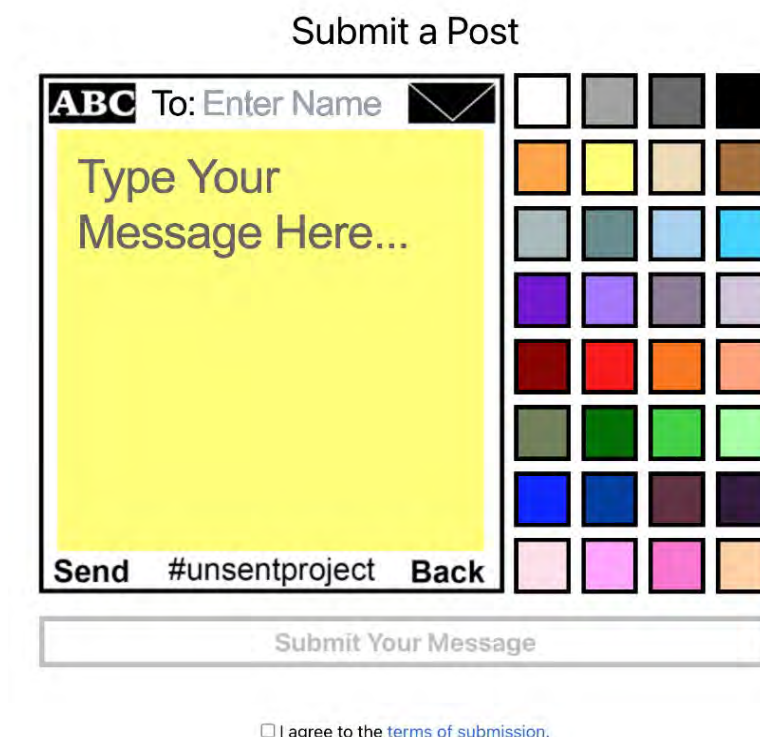 Submit a Post
ABC To: Enter Name
Type Your
Message Here...
Send #unsentproject Back
Submit Your Message
I agree to the terms of submission.